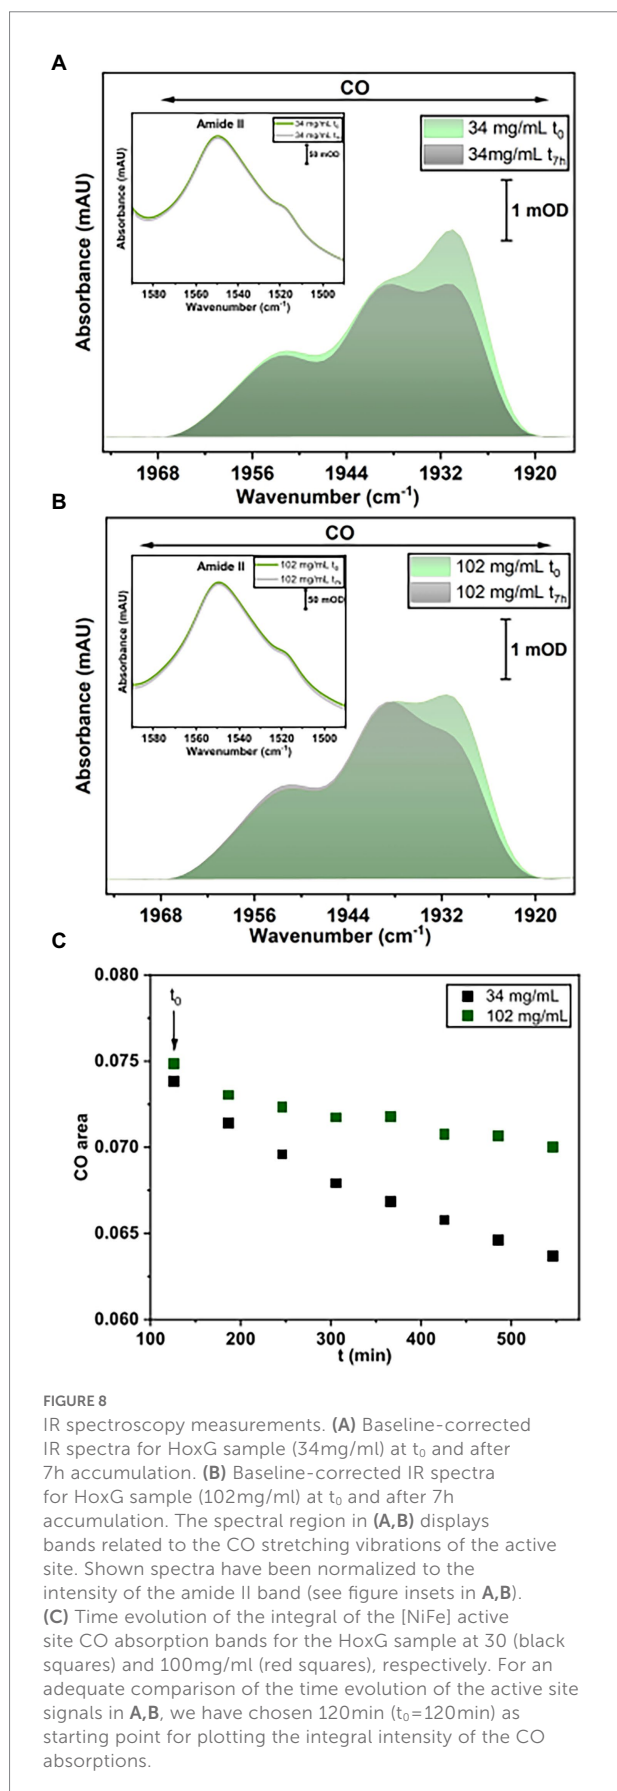 A
CO
Amide II
34 mg/mL t₀
50 mOD
Absorbance (mAU)
1580 1560 1540 1520 1500
Wavenumber (cm⁻¹)
34 mg/mL t₀
34mg/mL t₇ₕ
1 mOD
Absorbance (mAU)
1968 1956 1944 1932 1920
Wavenumber (cm⁻¹)
B
CO
Amide II
102 mg/mL t₀
102 mg/mL t₇ₕ
50 mOD
Absorbance (mAU)
1580 1560 1540 1520 1500
Wavenumber (cm⁻¹)
102 mg/mL t₀
102 mg/mL t₇ₕ
1 mOD
Absorbance (mAU)
1968 1956 1944 1932 1920
Wavenumber (cm⁻¹)
C
t₀
34 mg/mL
102 mg/mL
CO area
0.080
0.075
0.070
0.065
0.060
100 200 300 400 500
t (min)
FIGURE 8
IR spectroscopy measurements. (A) Baseline-corrected
IR spectra for HoxG sample (34mg/ml) at t₀ and after
7h accumulation. (B) Baseline-corrected IR spectra
for HoxG sample (102mg/ml) at t₀ and after 7h
accumulation. The spectral region in (A,B) displays
bands related to the CO stretching vibrations of the active
site. Shown spectra have been normalized to the
intensity of the amide II band (see figure insets in A,B).
(C) Time evolution of the integral of the [NiFe] active
site CO absorption bands for the HoxG sample at 30 (black
squares) and 100mg/ml (red squares), respectively. For an
adequate comparison of the time evolution of the active site
signals in A,B, we have chosen 120min (t₀=120min) as
starting point for plotting the integral intensity of the CO
absorptions.